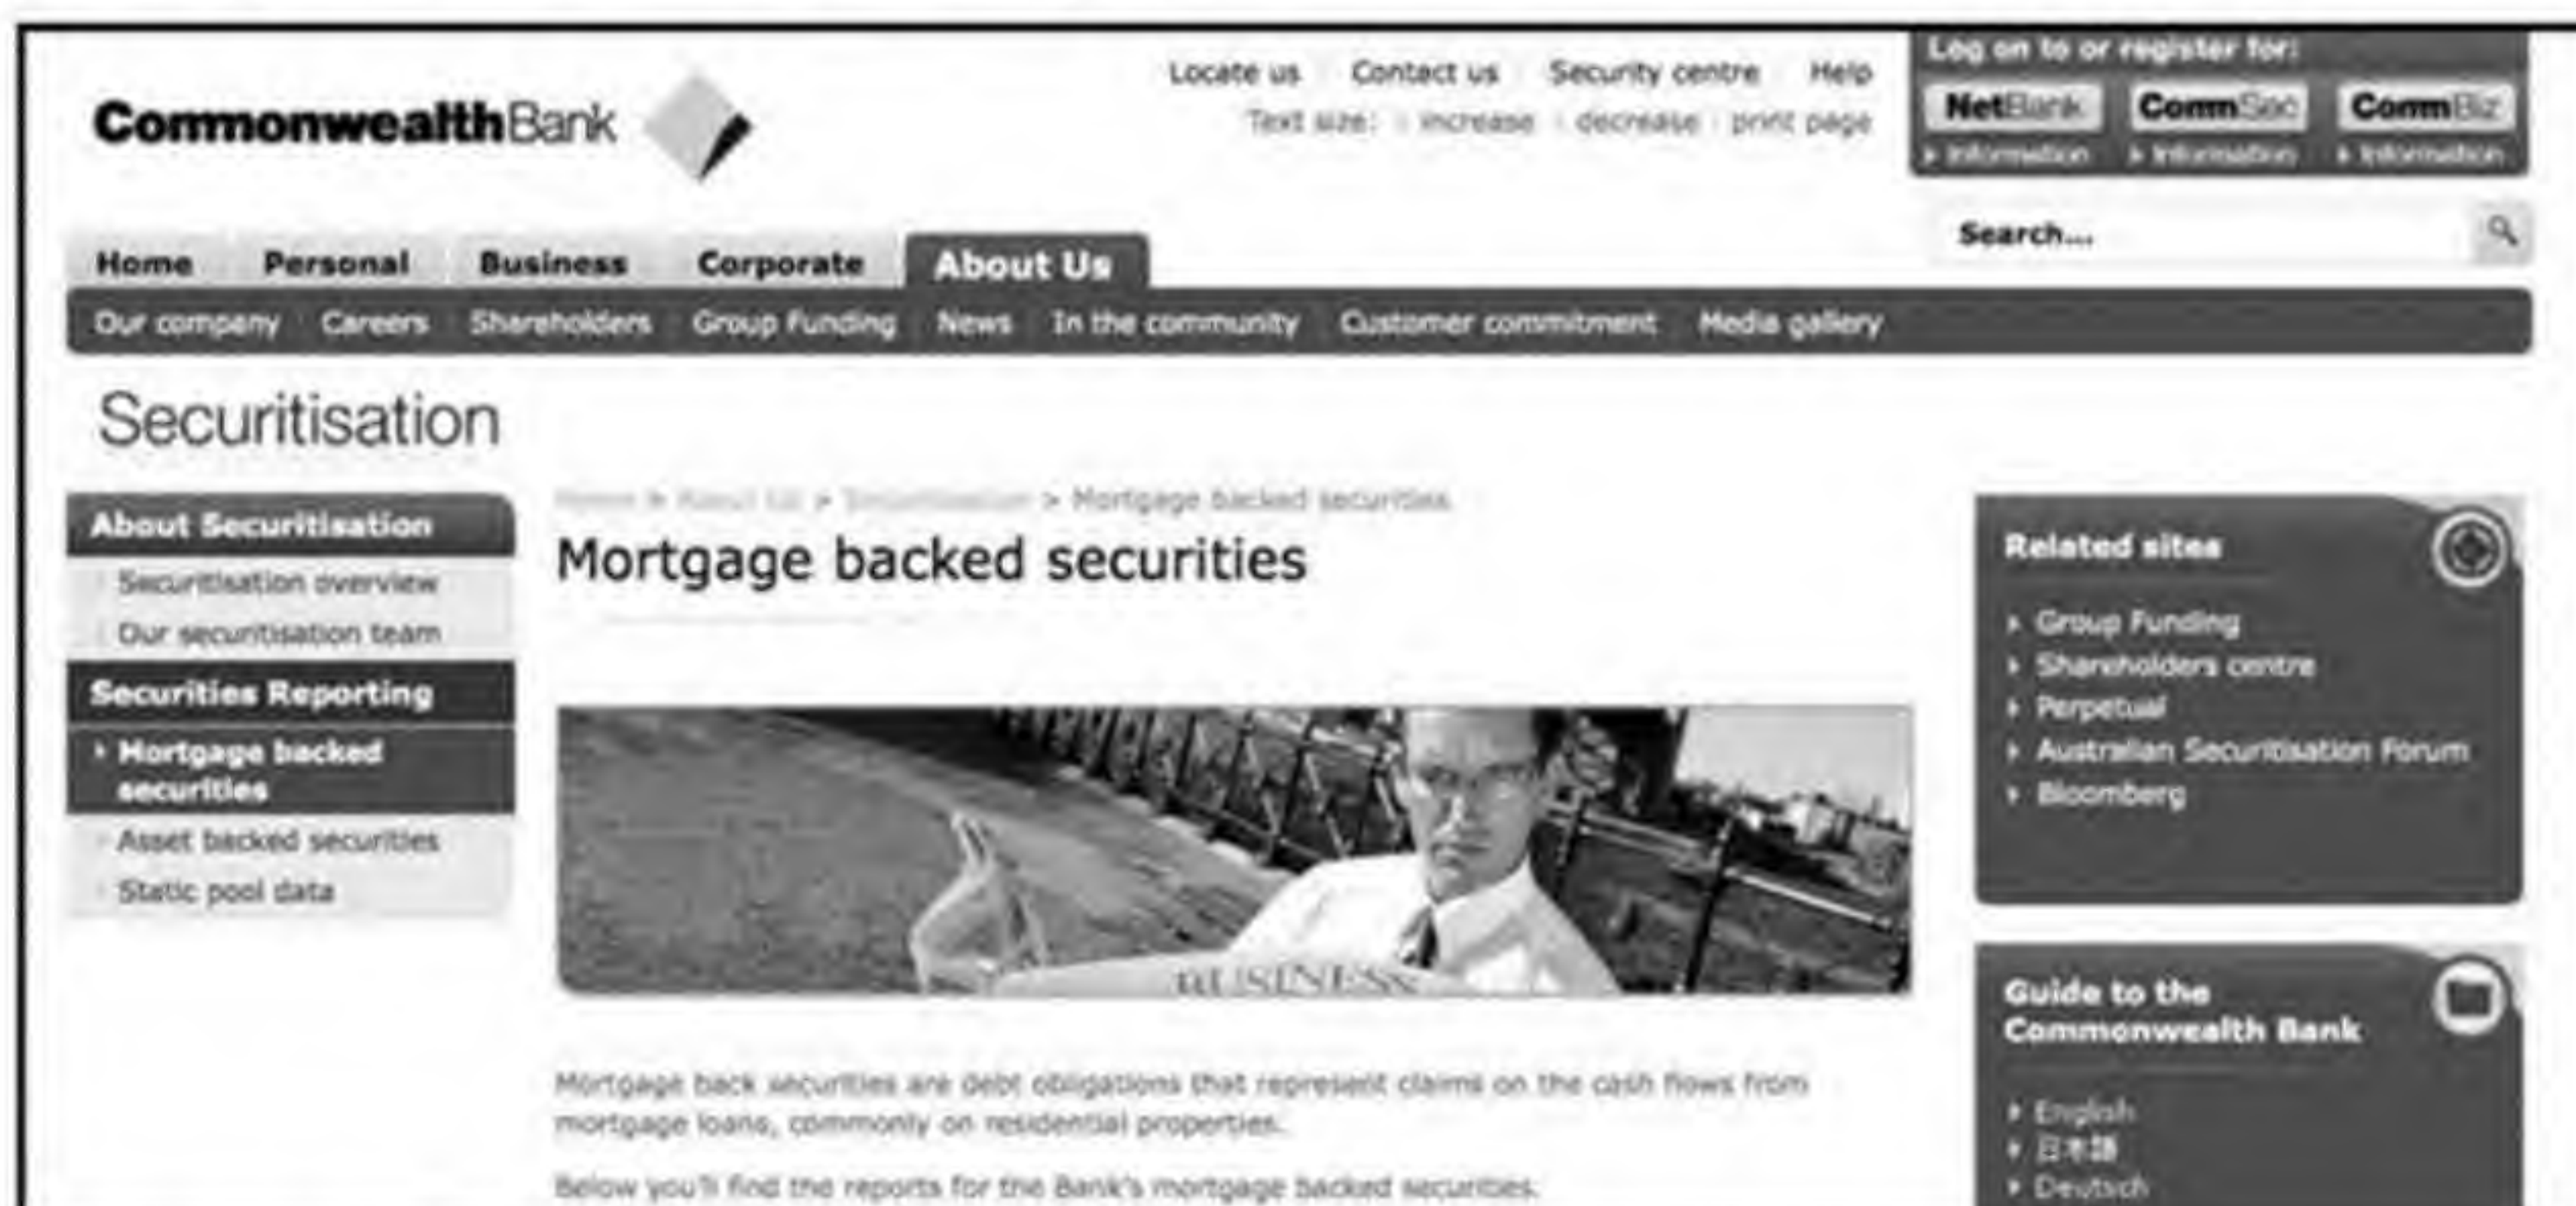 Log on to or register for:
Locate us Contact us Security centre Help
CommonwealthBank
NetBank CommSec CommBiz
Text size: increase decrease print page
Information Information Information
Search...
Home Personal Business Corporate About Us
Our company Careers Shareholders Group Funding News In the community Customer commitment Media gallery
Securitisation
Home > About Us > Securitisation > Mortgage backed securities
About Securitisation
Securitisation overview
Our securitisation team
Securities Reporting
Mortgage backed
securities
Asset backed securities
Static pool data
Mortgage backed securities
BUSINESS
Mortgage back securities are debt obligations that represent claims on the cash flows from
mortgage loans, commonly on residential properties.
Below you'll find the reports for the Bank's mortgage backed securities.
Related sites
Group Funding
Shareholders centre
Perpetual
Australian Securitisation Forum
Bloomberg
Guide to the
Commonwealth Bank
English
日本語
Deutsch